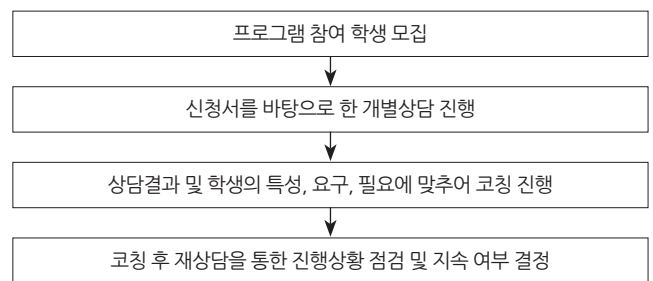 프로그램 참여 학생 모집
신청서를 바탕으로 한 개별상담 진행
상담결과 및 학생의 특성, 요구, 필요에 맞추어 코칭 진행
코칭 후 재상담을 통한 진행상황 점검 및 지속 여부 결정